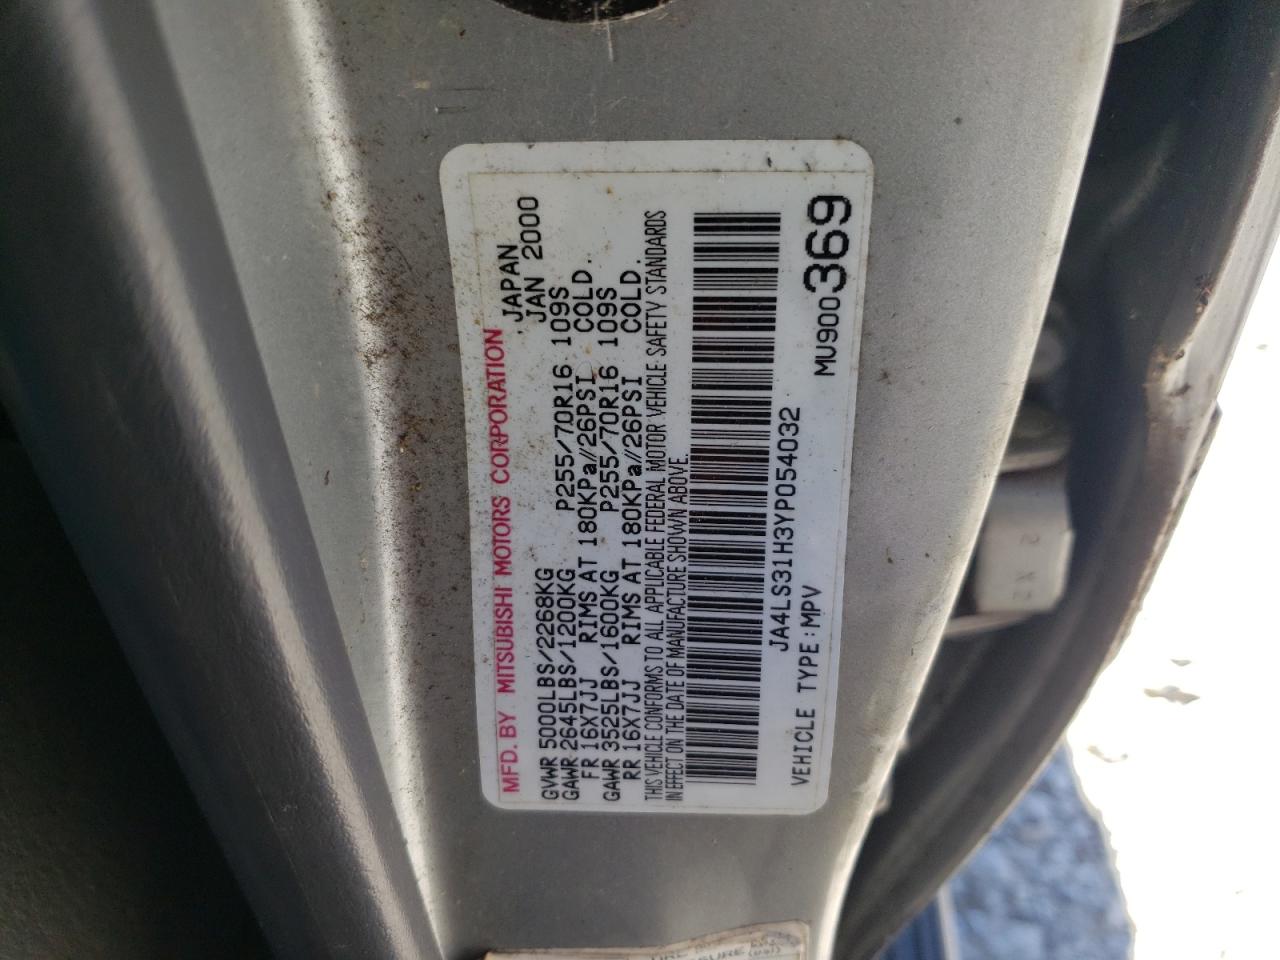 MFD. BY MITSUBISHI MOTORS CORPORATION
JAPAN
JAN 2000
GVWR 5000LBS/2268KG
GAWR 2645LBS/1200KG P255/70R16 109S
FR 16X7JJ RIMS AT 180KPa//26PSI COLD.
GAWR 3525LBS/1600KG P255/70R16 109S
RR 16X7JJ RIMS AT 180KPa//26PSI COLD.
THIS VEHICLE CONFORMS TO ALL APPLICABLE FEDERAL MOTOR VEHICLE SAFETY STANDARDS
IN EFFECT ON THE DATE OF MANUFACTURE SHOWN ABOVE.
JA4LS31H3YP054032
VEHICLE TYPE:MPV MU900369